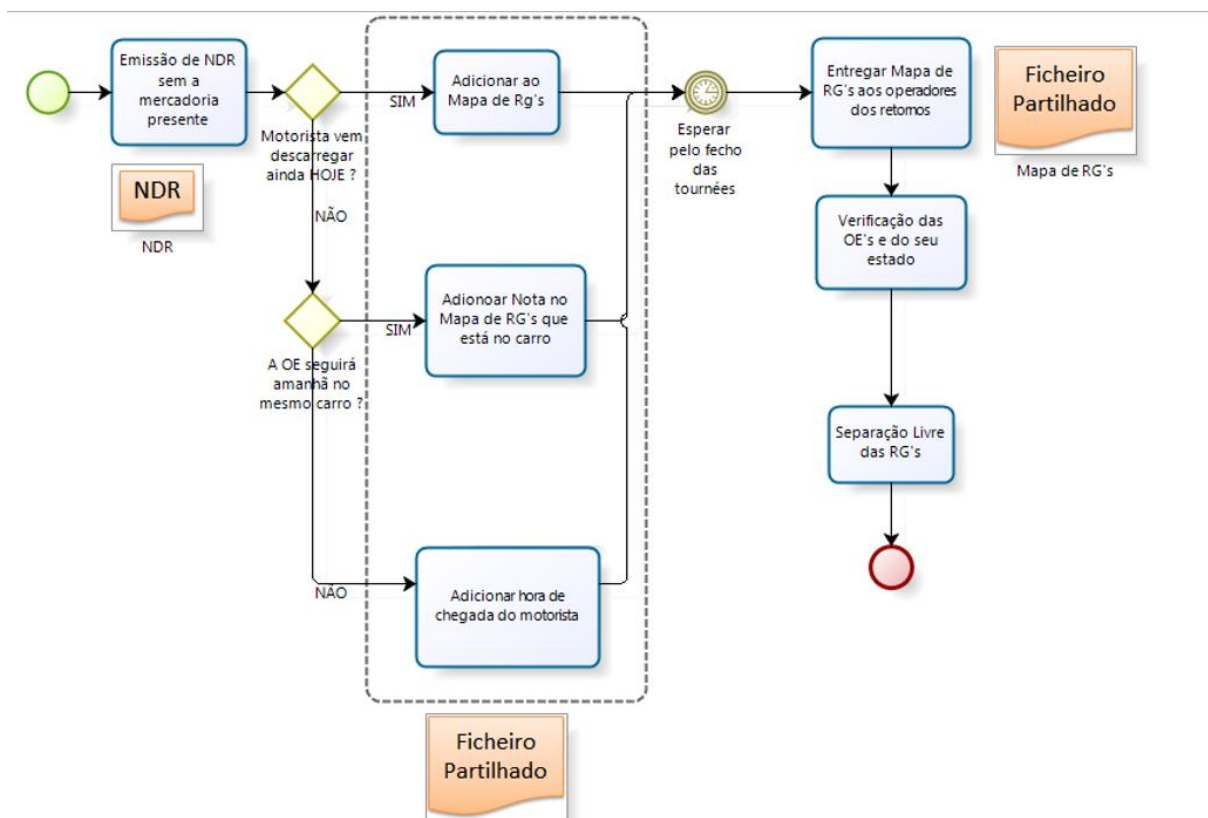 Emissão de NDR
sem a
mercadoria
presente
NDR
NDR
Motorista vem
descarregar
ainda HOJE ?
SIM
NÃO
Adicionar ao
Mapa de Rg's
A OE seguirá
amanhã no
mesmo carro ?
SIM
NÃO
Adionoar Nota no
Mapa de RG's que
está no carro
Adicionar hora de
chegada do motorista
Ficheiro
Partilhado
Esperar
pelo fecho
das
tournées
Entregar Mapa de
RG's aos operadores
dos retornos
Ficheiro
Partilhado
Mapa de RG's
Verificação das
OE's e do seu
estado
Separação Livre
das RG's